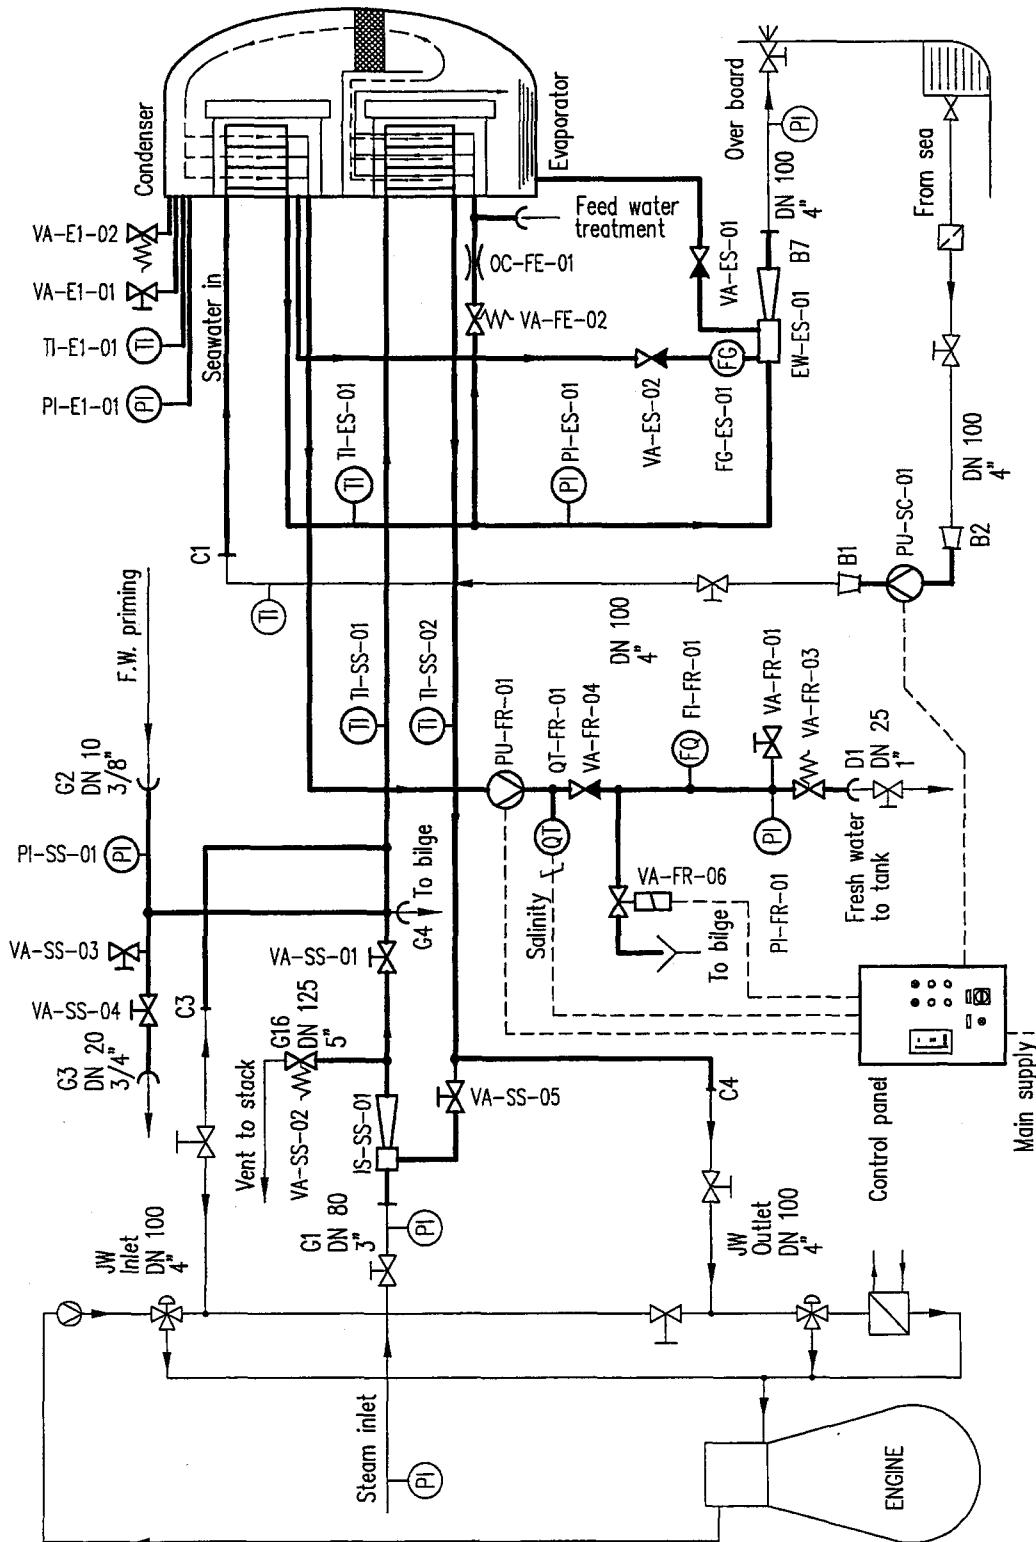 Condenser
Evaporator
VA-E1-02
VA-E1-01
TI-E1-01
TI
PI-E1-01
PI
Seawater in
Feed water
treatment
OC-FE-01
VA-FE-02
VA-ES-01
B7
EW-ES-01
FG
FG-ES-01
VA-ES-02
Over board
PI
DN 100
4"
From sea
DN 100
4"
TI-ES-01
TI
PI-ES-01
PI
PU-SC-01
B2
B1
C1
TI
DN 100
4"
F.W. priming
G2
DN 10
3/8"
PI-SS-01
PI
TI-SS-01
TI
TI-SS-02
TI
PU-FR-01
QT-FR-01
QT
VA-FR-04
FI-FR-01
FQ
VA-FR-01
VA-FR-03
D1
DN 25
1"
Fresh water
to tank
PI
PI-FR-01
Salinity
VA-FR-06
To bilge
To bilge
G4
VA-SS-03
VA-SS-04
G3
DN 20
3/4"
C3
VA-SS-01
G16
DN 125
5"
Vent to stack
VA-SS-02
IS-SS-01
VA-SS-05
C4
Control panel
Main supply
G1
DN 80
3"
PI
JW
Inlet
DN 100
4"
JW
Outlet
DN 100
4"
Steam inlet
PI
ENGINE